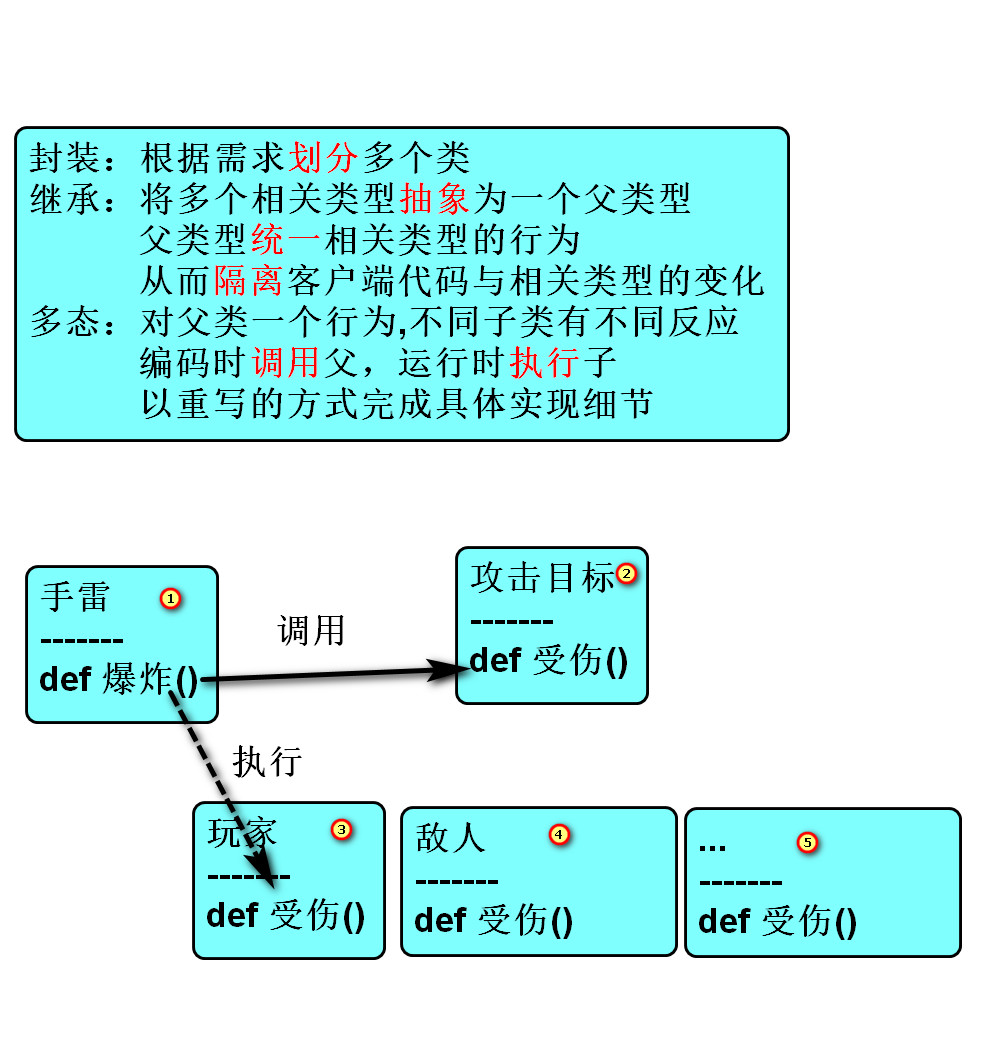 封装：根据需求划分多个类
继承：将多个相关类型抽象为一个父类型
父类型统一相关类型的行为
从而隔离客户端代码与相关类型的变化
多态：对父类一个行为,不同子类有不同反应
编码时调用父，运行时执行子
以重写的方式完成具体实现细节
手雷 1
-------
def 爆炸()
调用
攻击目标 2
-------
def 受伤()
执行
玩家 3
-------
def 受伤()
敌人 4
-------
def 受伤()
... 5
-------
def 受伤()